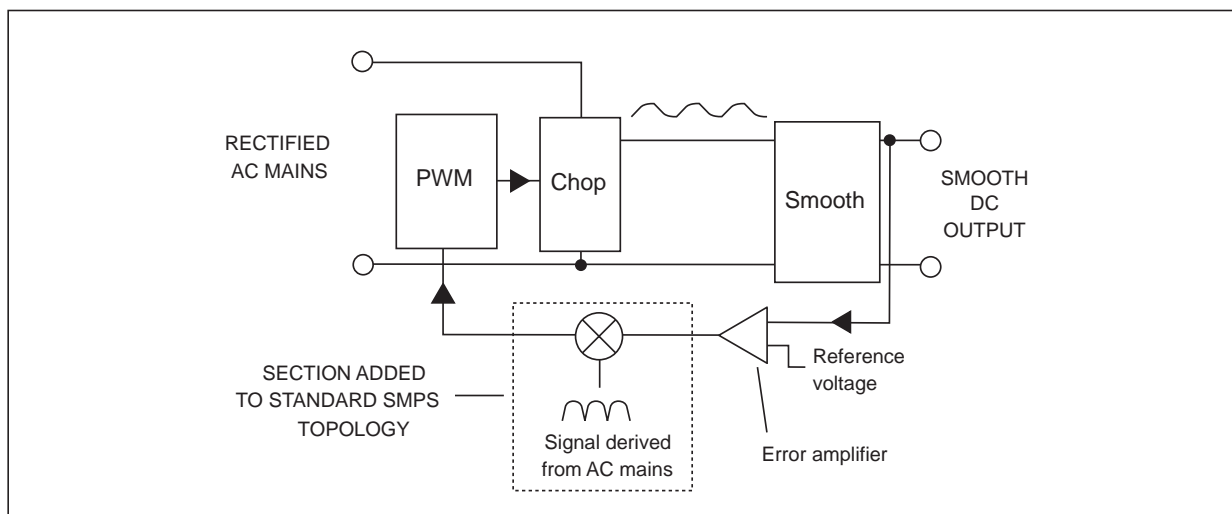 RECTIFIED
AC MAINS
PWM
Chop
Smooth
SMOOTH
DC
OUTPUT
SECTION ADDED
TO STANDARD SMPS
TOPOLOGY
Signal derived
from AC mains
Reference
voltage
Error amplifier